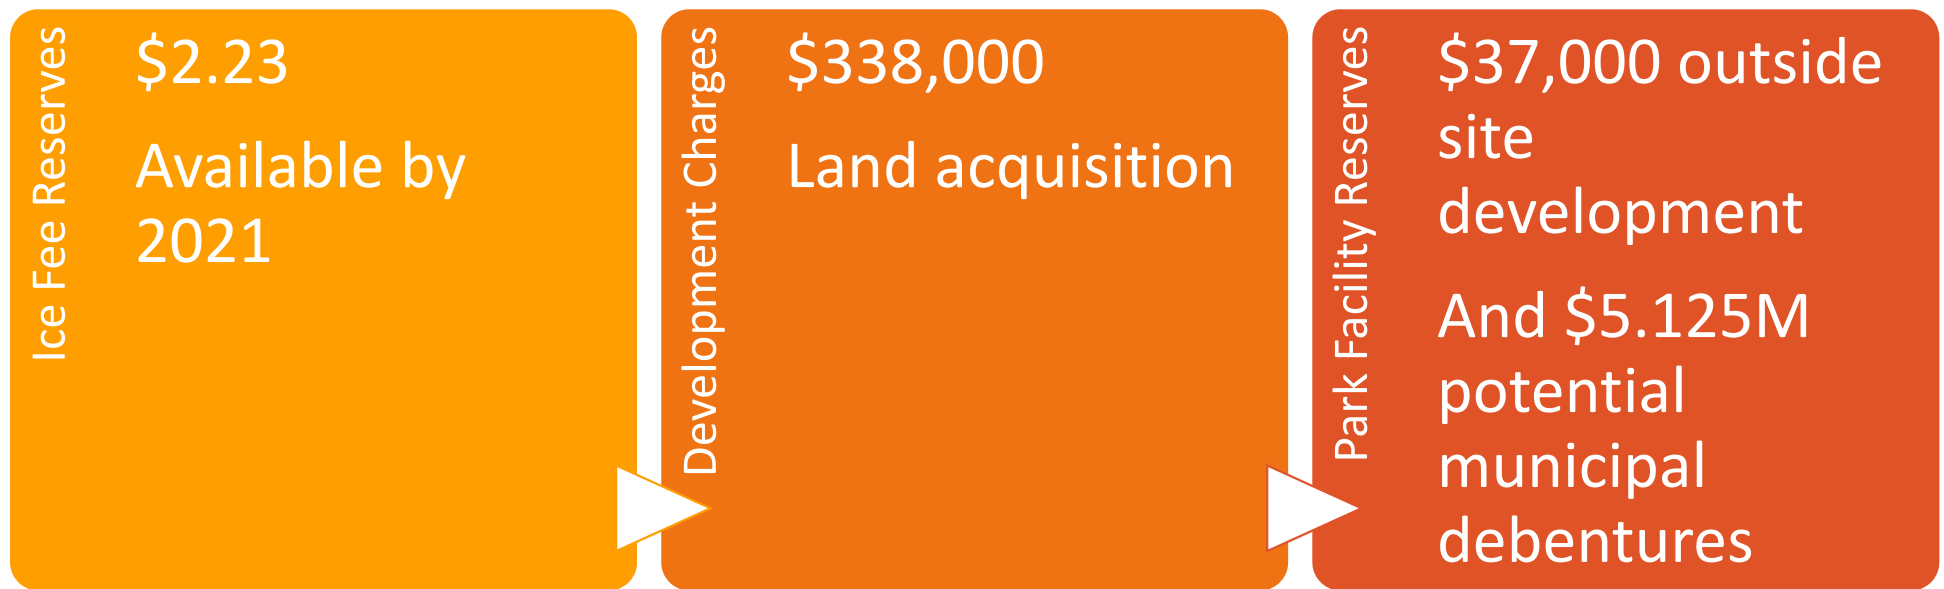 Ice Fee Reserves
$2.23
Available by
2021
Development Charges
$338,000
Land acquisition
Park Facility Reserves
$37,000 outside
site
development
And $5.125M
potential
municipal
debentures